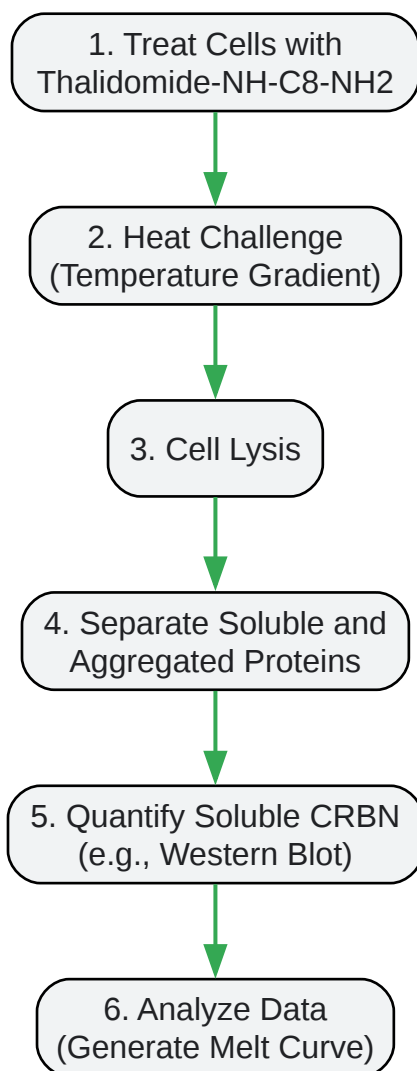 1. Treat Cells with
Thalidomide-NH-C8-NH2
2. Heat Challenge
(Temperature Gradient)
3. Cell Lysis
4. Separate Soluble and
Aggregated Proteins
5. Quantify Soluble CRBN
(e.g., Western Blot)
6. Analyze Data
(Generate Melt Curve)